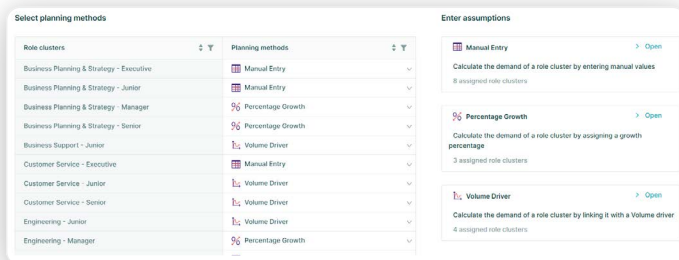 Select planning methods
Role clusters
Planning methods
Business Planning & Strategy - Executive
Manual Entry
Business Planning & Strategy - Junior
Manual Entry
Business Planning & Strategy - Manager
Percentage Growth
Business Planning & Strategy - Senior
Percentage Growth
Business Support - Junior
Volume Driver
Customer Service - Executive
Manual Entry
Customer Service - Junior
Volume Driver
Customer Service - Senior
Volume Driver
Engineering - Junior
Volume Driver
Engineering - Manager
Percentage Growth
Enter assumptions
Manual Entry
> Open
Calculate the demand of a role cluster by entering manual values
8 assigned role clusters
Percentage Growth
> Open
Calculate the demand of a role cluster by assigning a growth
percentage
3 assigned role clusters
Volume Driver
> Open
Calculate the demand of a role cluster by linking it with a Volume driver
4 assigned role clusters